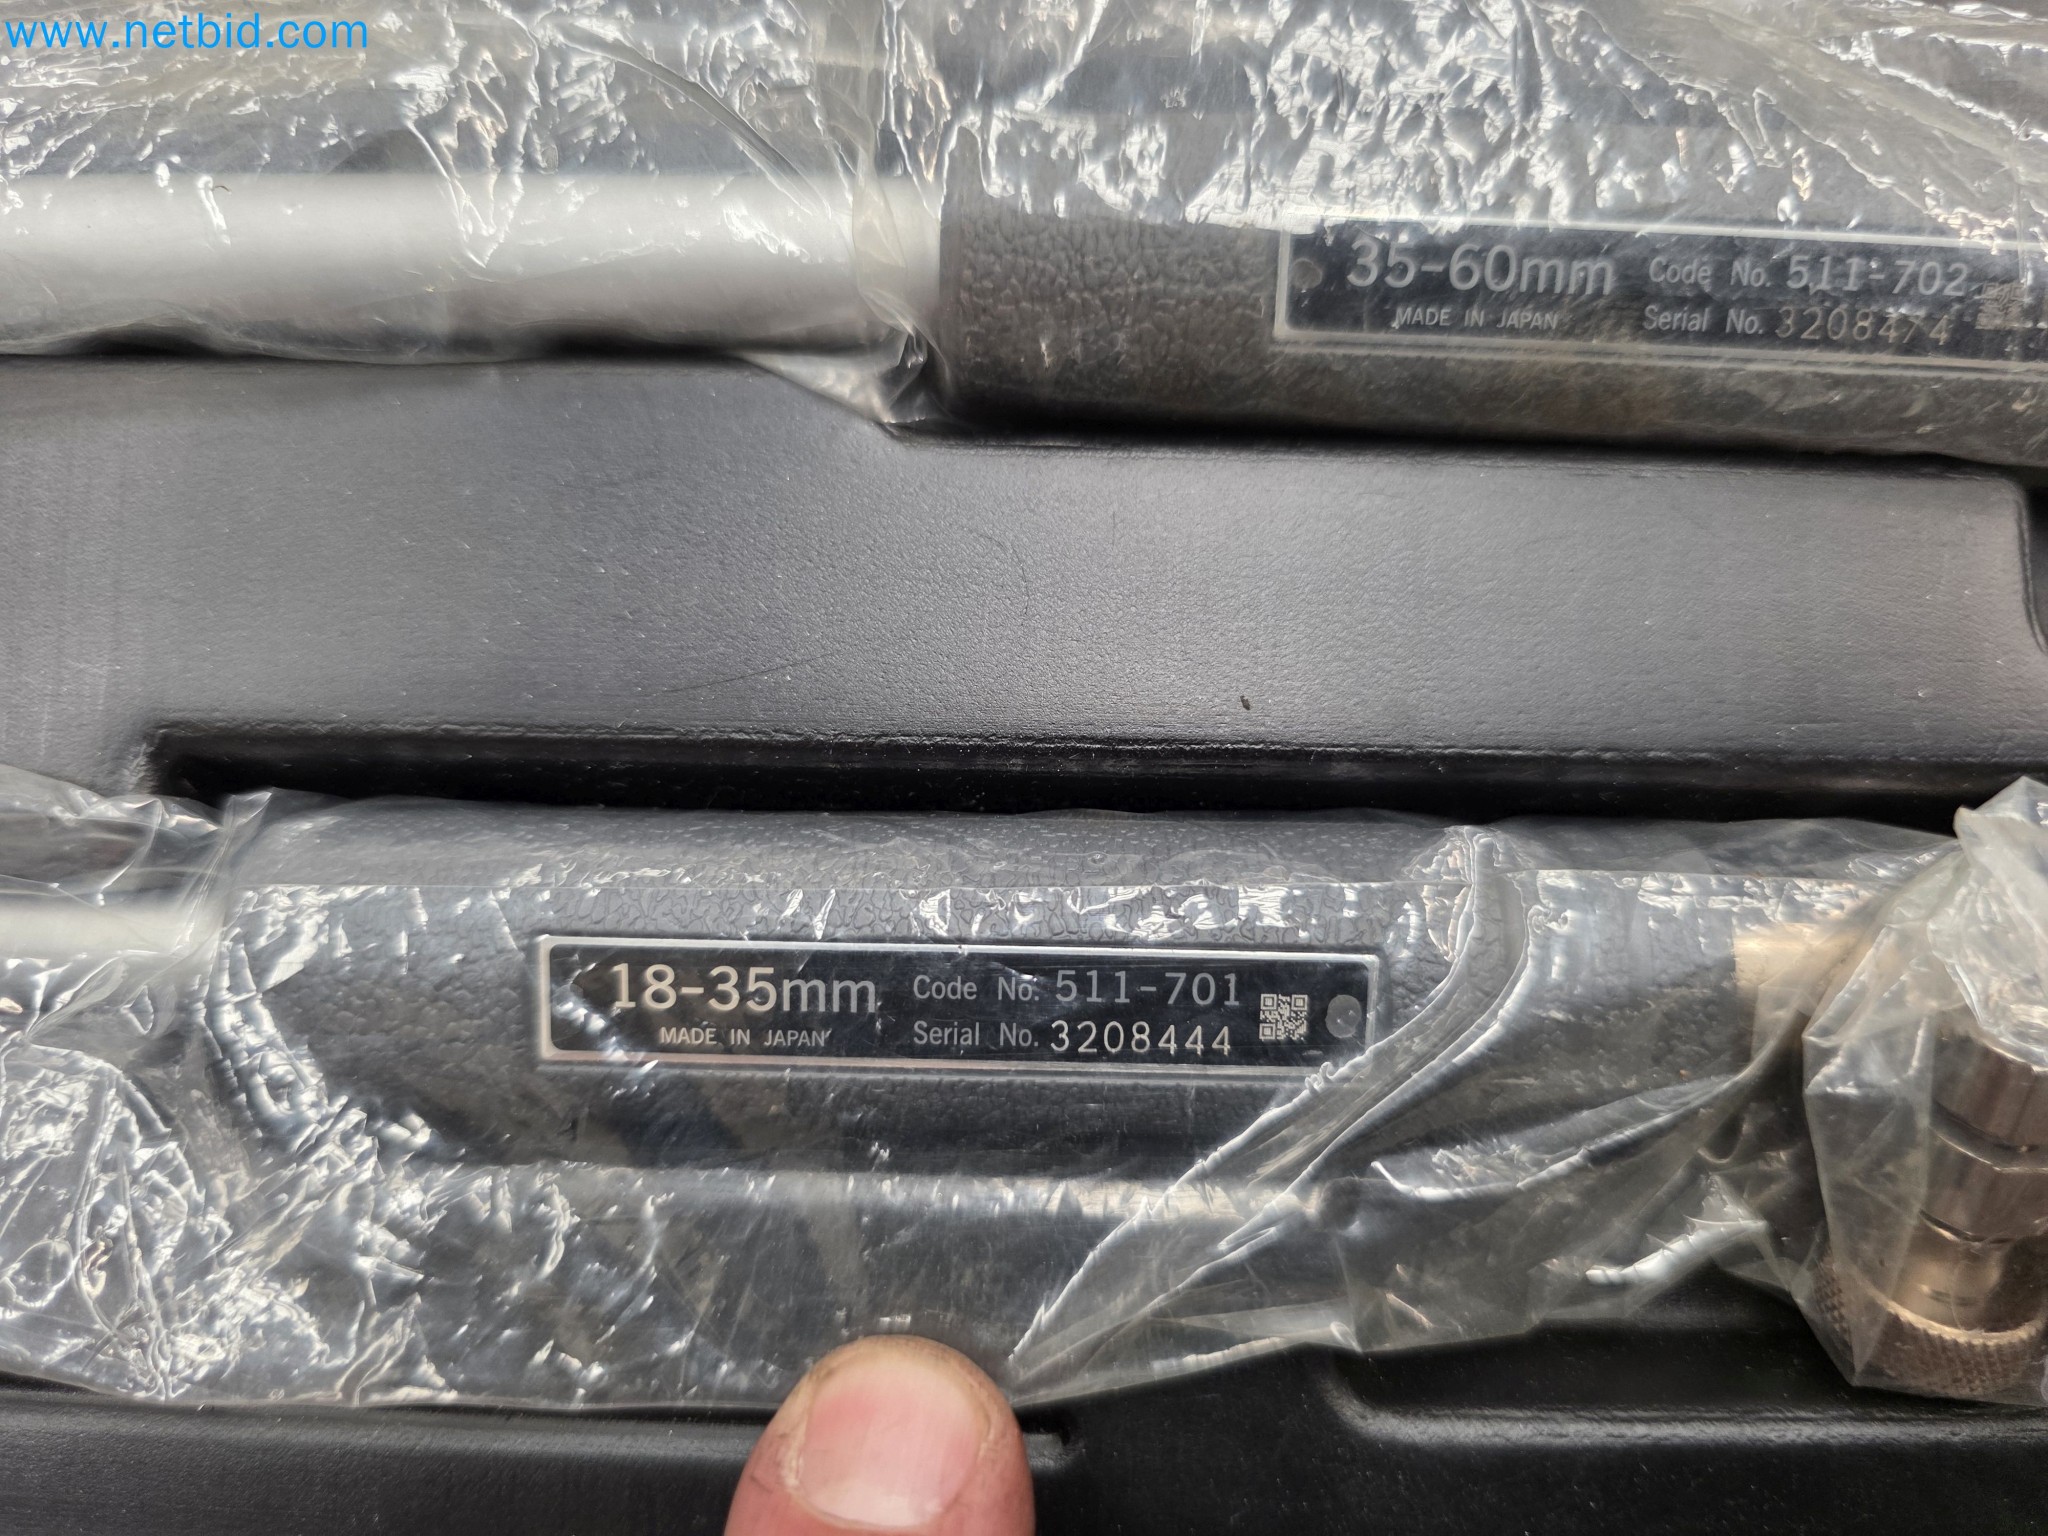 www.netbid.com
35-60mm Code No. 511-702
MADE IN JAPAN Serial No. 3208474
18-35mm Code No. 511-701
MADE IN JAPAN Serial No. 3208444